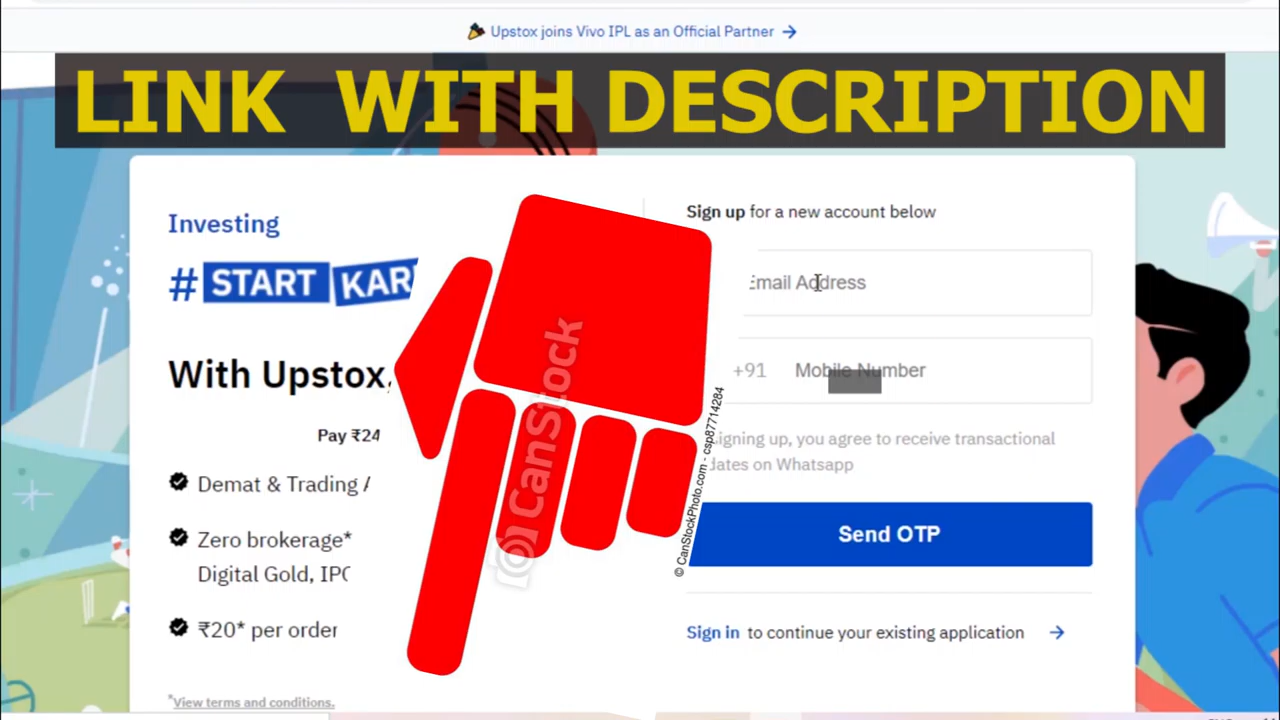 Upstox joins Vivo IPL as an Official Partner
LINK WITH DESCRIPTION
Investing
#START KAR
With Upstox,
Pay ₹24
Demat & Trading
Zero brokerage*
Digital Gold, IPO
₹20* per order
*View terms and conditions.
Sign up for a new account below
Email Address
+91 Mobile Number
signing up, you agree to receive transactional
dates on Whatsapp
Send OTP
Sign in to continue your existing application
©CanStock
© CanStockPhoto.com - csp87714284